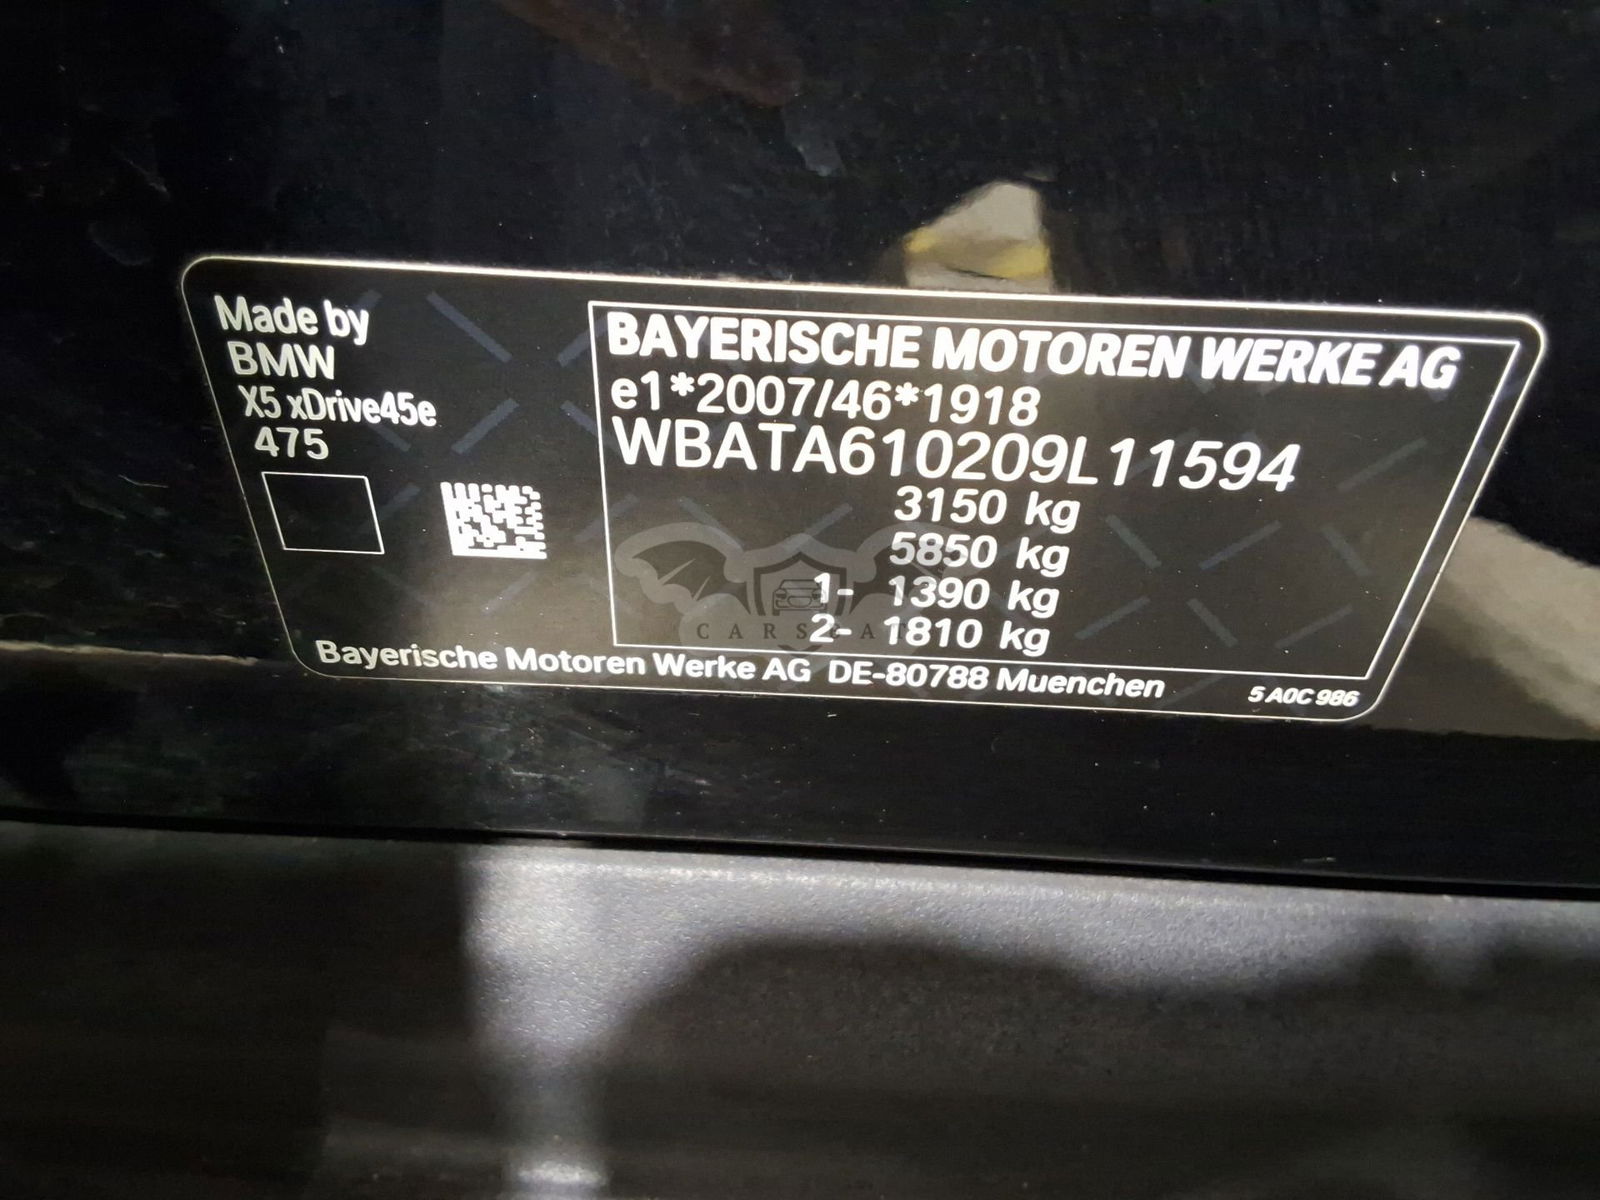 Made by
BMW
X5 xDrive45e
475
BAYERISCHE MOTOREN WERKE AG
e1*2007/46*1918
WBATA610209L11594
3150 kg
5850 kg
1- 1390 kg
2- 1810 kg
CARSCAT
Bayerische Motoren Werke AG DE-80788 Muenchen
5 A0C 986